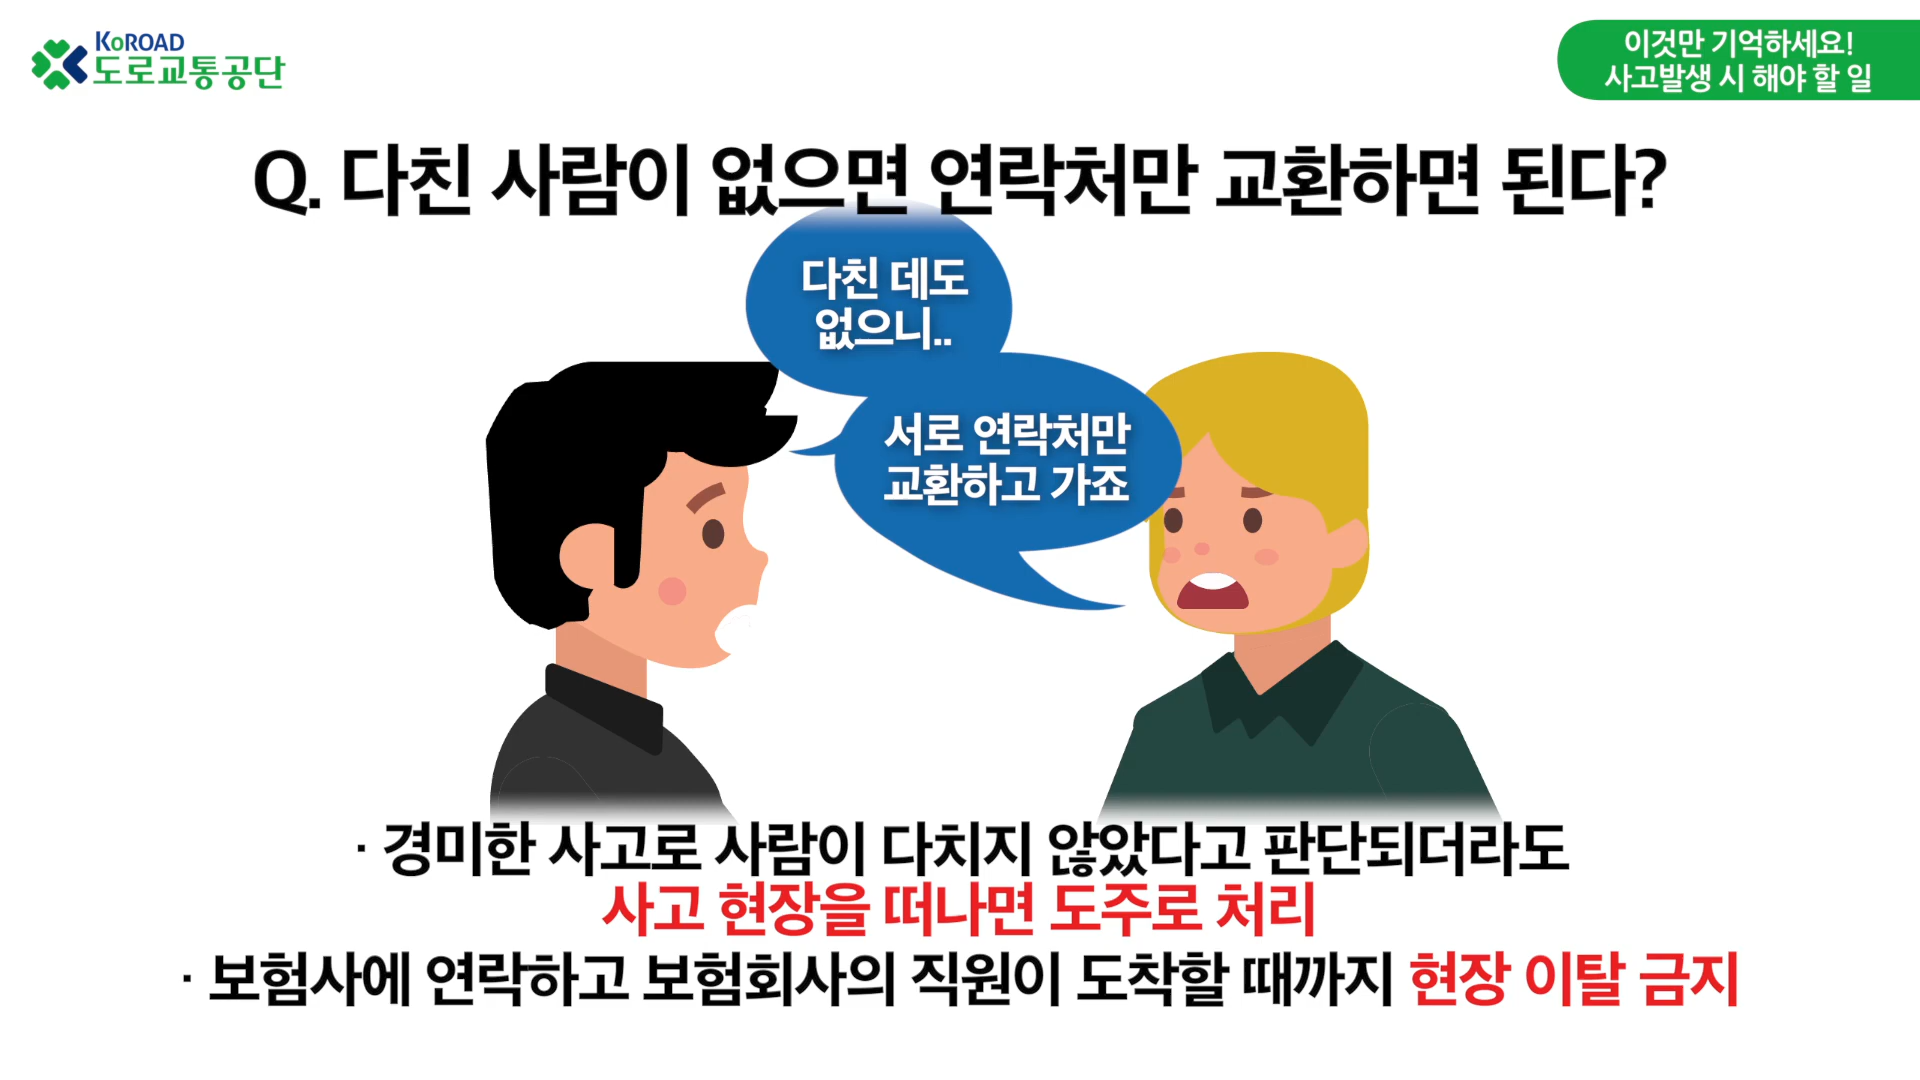 KoROAD
도로교통공단
이것만 기억하세요!
사고발생 시 해야 할 일
Q. 다친 사람이 없으면 연락처만 교환하면 된다?
다친 데도
없으니..
서로 연락처만
교환하고 가죠
· 경미한 사고로 사람이 다치지 않았다고 판단되더라도
사고 현장을 떠나면 도주로 처리
· 보험사에 연락하고 보험회사의 직원이 도착할 때까지 현장 이탈 금지